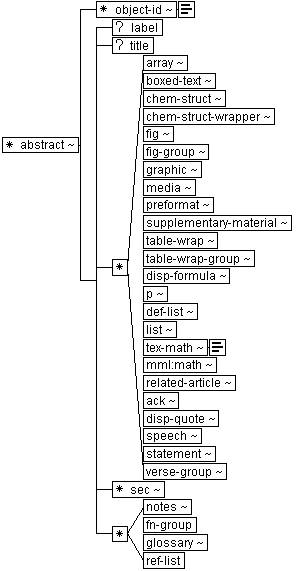 * object-id ~
? label
? title
array ~
boxed-text ~
chem-struct ~
chem-struct-wrapper ~
fig ~
fig-group ~
graphic ~
* abstract ~
media ~
preformat ~
supplementary-material ~
table-wrap ~
table-wrap-group ~
*
disp-formula ~
p ~
def-list ~
list ~
tex-math ~
mml:math ~
related-article ~
ack ~
disp-quote ~
speech ~
statement ~
verse-group ~
* sec ~
notes ~
fn-group
*
glossary ~
ref-list